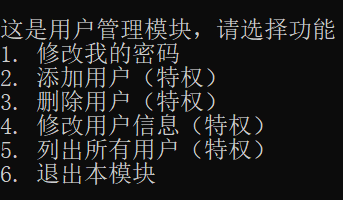 这是用户管理模块，请选择功能
1. 修改我的密码
2. 添加用户（特权）
3. 删除用户（特权）
4. 修改用户信息（特权）
5. 列出所有用户（特权）
6. 退出本模块